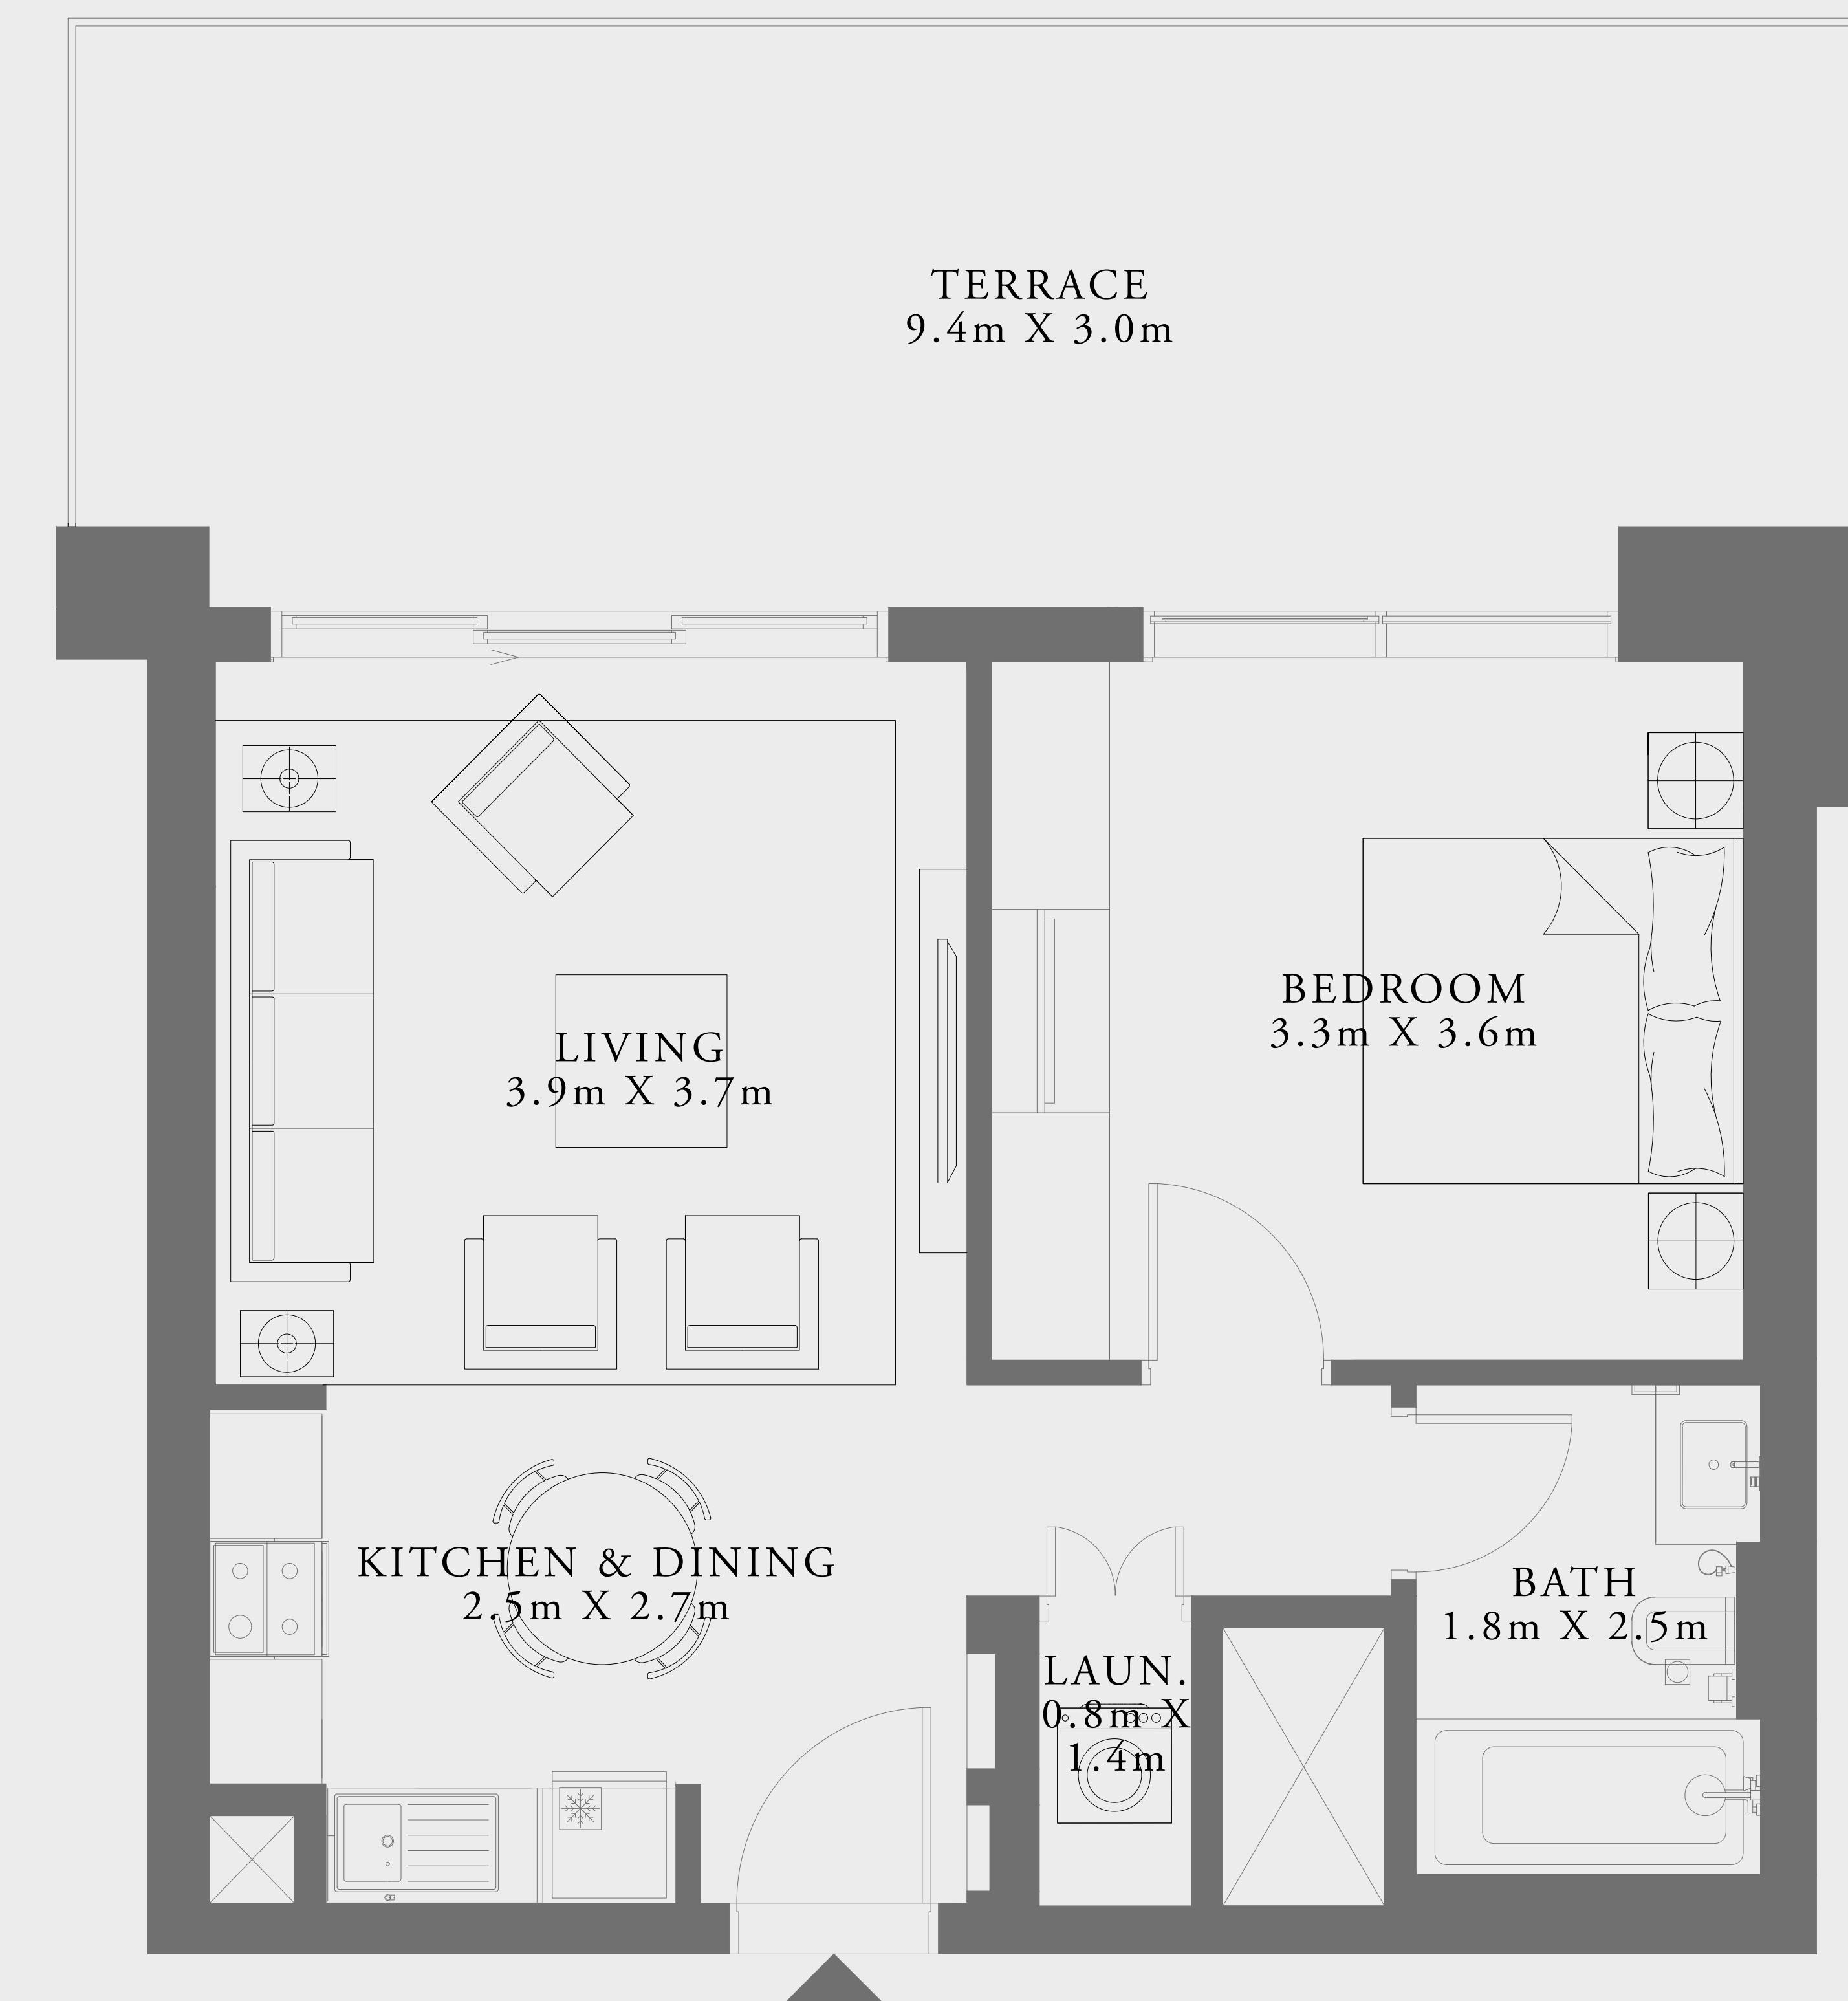 TERRACE
9.4m X 3.0m
BEDROOM
3.3m X 3.6m
LIVING
3.9m X 3.7m
KITCHEN & DINING
2.5m X 2.7m
BATH
1.8m X 2.5m
LAUN.
0.8m X
1.4m